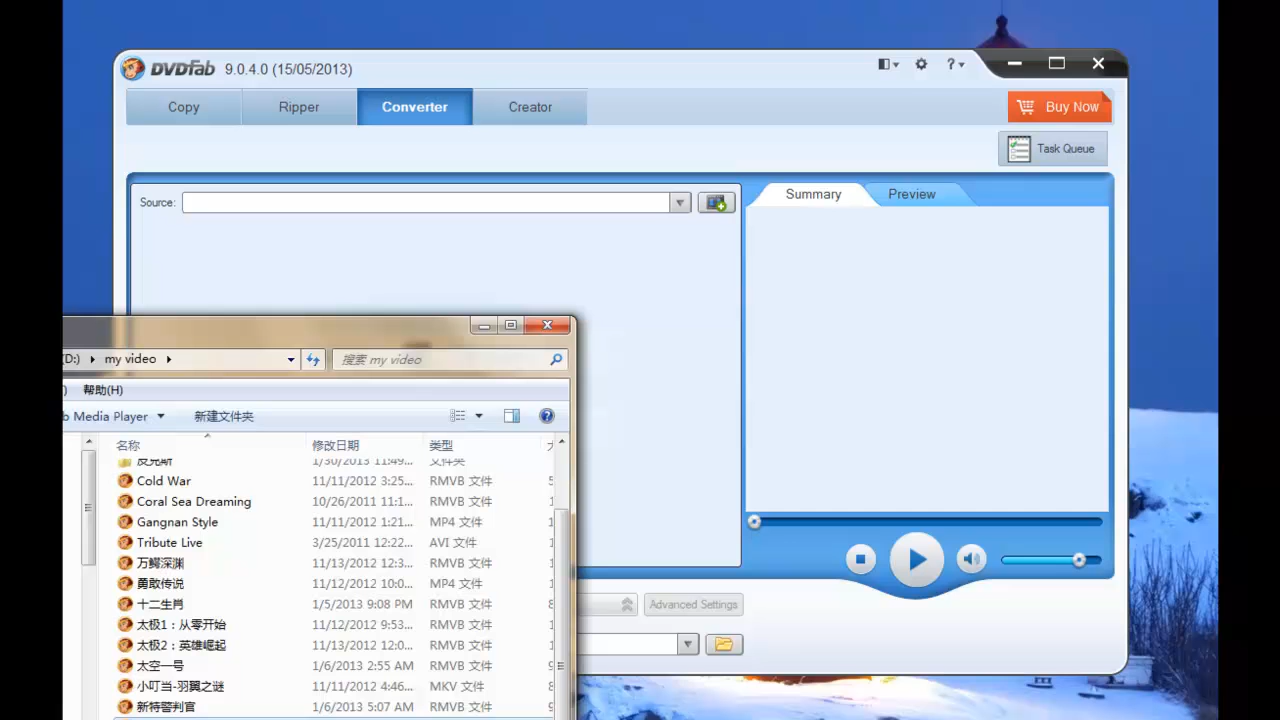 DVDFab 9.0.4.0 (15/05/2013)
?
Copy
Ripper
Converter
Creator
Buy Now
Task Queue
Source:
Summary
Preview
(D:)
my video
搜索 my video
帮助(H)
b Media Player
新建文件夹
名称
修改日期
类型
1/30/2013 11:49...
文件夹
Cold War
11/11/2012 3:25...
RMVB 文件
Coral Sea Dreaming
10/26/2011 11:1...
RMVB 文件
Gangnan Style
11/11/2012 1:21...
MP4 文件
Tribute Live
3/25/2011 12:22...
AVI 文件
万鳄深渊
11/13/2012 12:3...
RMVB 文件
勇敢传说
11/12/2012 10:0...
MP4 文件
十二生肖
1/5/2013 9:08 PM
RMVB 文件
太极1：从零开始
11/12/2012 9:53...
RMVB 文件
太极2：英雄崛起
11/13/2012 12:0...
RMVB 文件
太空一号
1/6/2013 2:55 AM
RMVB 文件
小叮当-羽翼之谜
11/11/2012 4:46...
MKV 文件
新特警判官
1/6/2013 5:07 AM
RMVB 文件
Advanced Settings